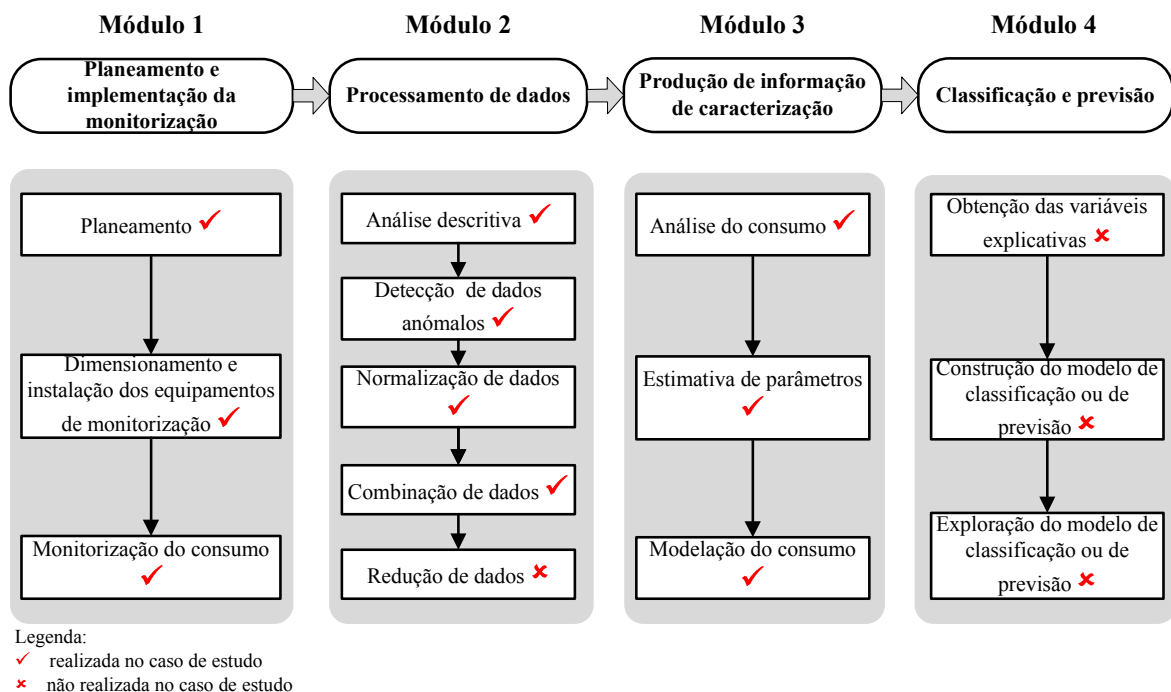 Módulo 1
Módulo 2
Módulo 3
Módulo 4
Planeamento e
implementação da
monitorização
Processamento de dados
Produção de informação
de caracterização
Classificação e previsão
Planeamento ✓
Dimensionamento e
instalação dos equipamentos
de monitorização ✓
Monitorização do consumo
✓
Análise descritiva ✓
Detecção de dados
anómalos ✓
Normalização de dados
✓
Combinação de dados ✓
Redução de dados ✘
Análise do consumo ✓
Estimativa de parâmetros
✓
Modelação do consumo
✓
Obtenção das variáveis
explicativas ✘
Construção do modelo de
classificação ou de
previsão ✘
Exploração do modelo de
classificação ou de
previsão ✘
Legenda:
✓ realizada no caso de estudo
✘ não realizada no caso de estudo